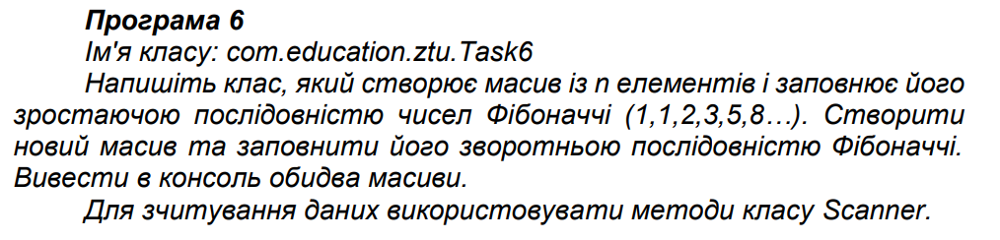 Програма 6
Ім'я класу: com.education.ztu.Task6
Напишіть клас, який створює масив із n елементів і заповнює його
зростаючою послідовністю чисел Фібоначчі (1,1,2,3,5,8…). Створити
новий масив та заповнити його зворотньою послідовністю Фібоначчі.
Вивести в консоль обидва масиви.
Для зчитування даних використовувати методи класу Scanner.